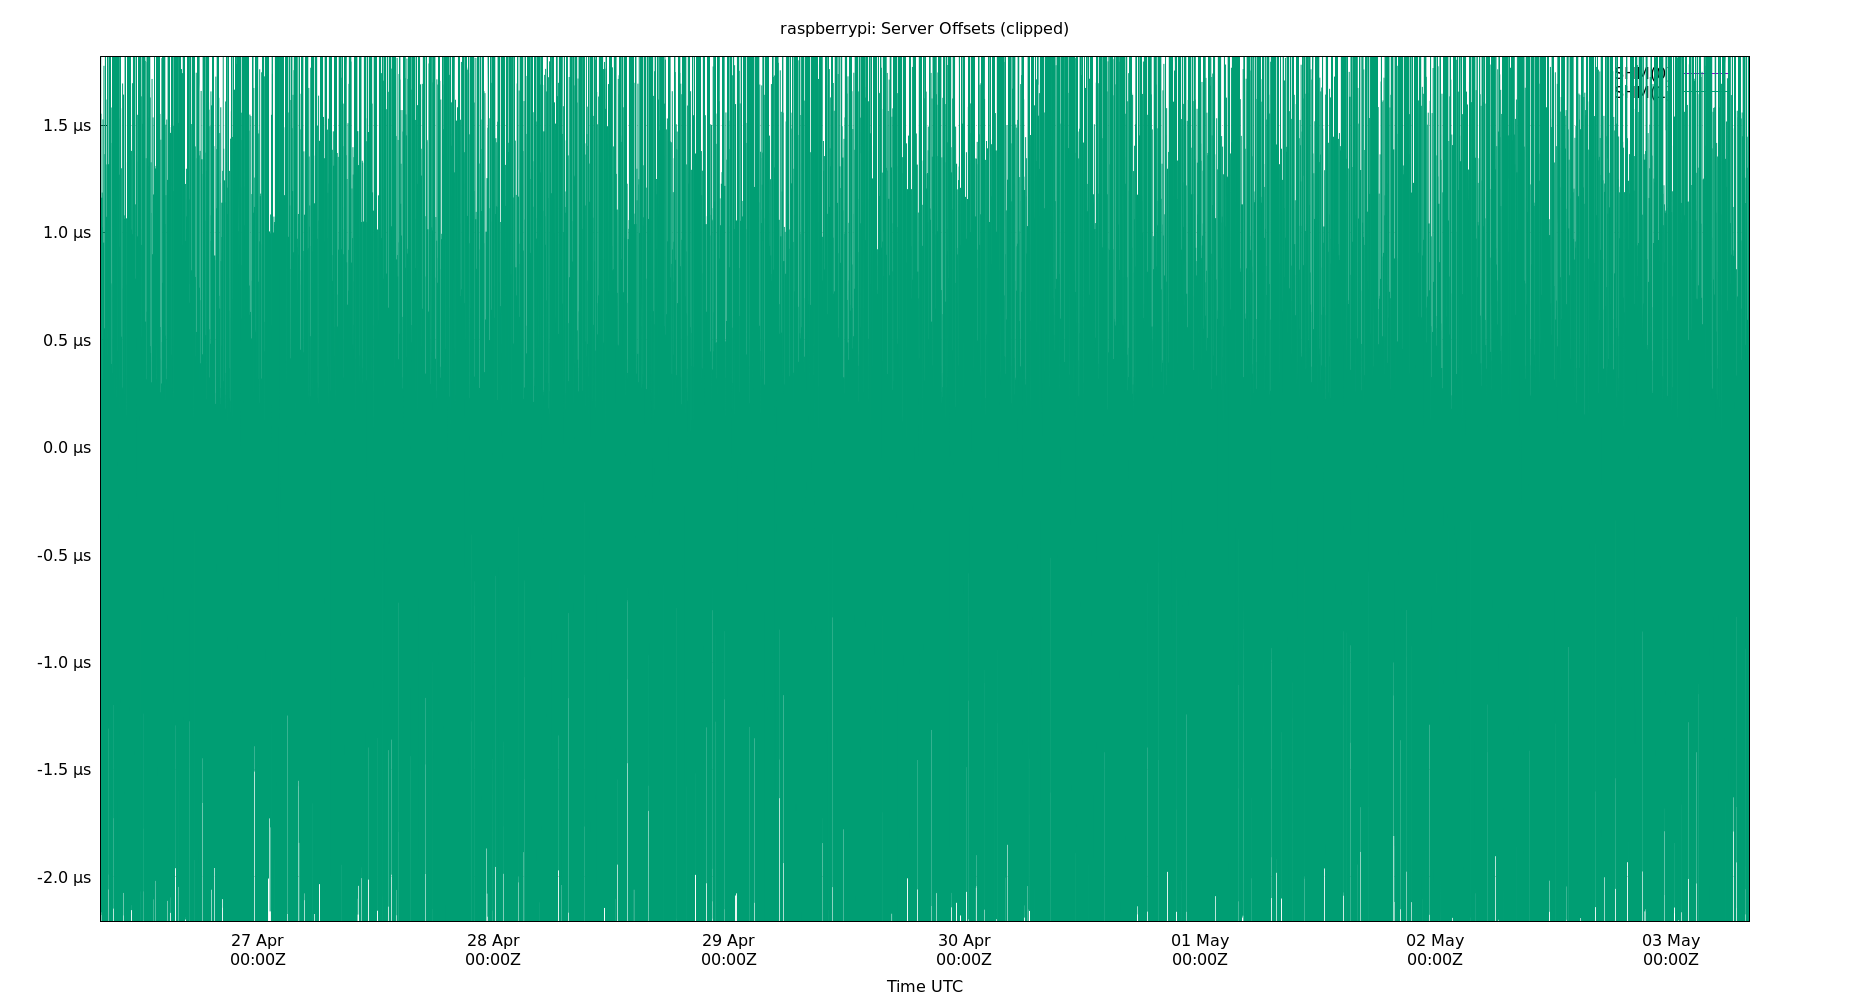 raspberrypi: Server Offsets (clipped)
1.5 µs
1.0 µs
0.5 µs
0.0 µs
-0.5 µs
-1.0 µs
-1.5 µs
-2.0 µs
27 Apr
00:00Z
28 Apr
00:00Z
29 Apr
00:00Z
30 Apr
00:00Z
01 May
00:00Z
02 May
00:00Z
03 May
00:00Z
Time UTC